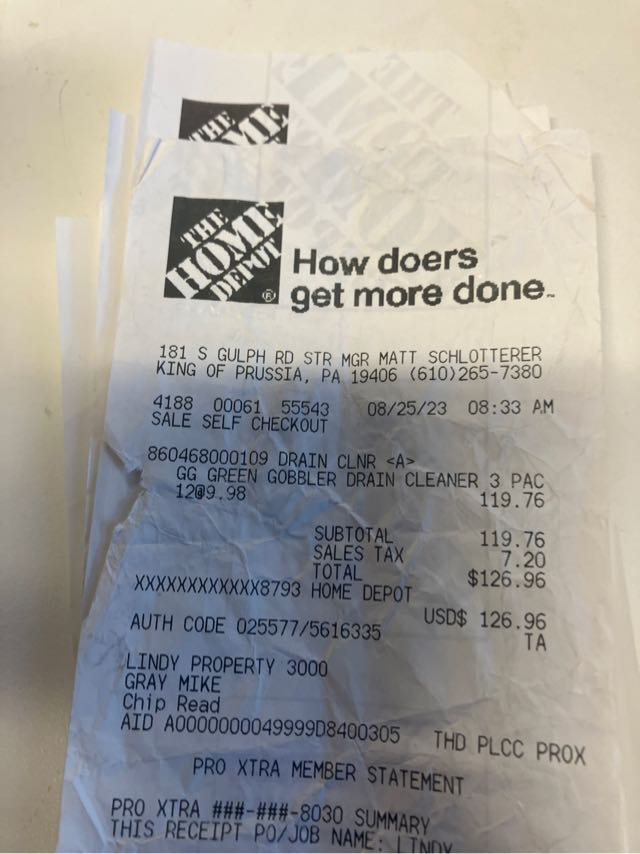 THE HOME
THE
HOME
DEPOT
How doers
get more done.
181 S GULPH RD STR MGR MATT SCHLOTTERER
KING OF PRUSSIA, PA 19406 (610)265-7380
4188 00061 55543 08/25/23 08:33 AM
SALE SELF CHECKOUT
860468000109 DRAIN CLNR <A>
GG GREEN GOBBLER DRAIN CLEANER 3 PAC
12@9.98 119.76
SUBTOTAL 119.76
SALES TAX 7.20
TOTAL $126.96
XXXXXXXXXXXX8793 HOME DEPOT
USD$ 126.96
AUTH CODE 025577/5616335 TA
LINDY PROPERTY 3000
GRAY MIKE
Chip Read
AID A0000000049999D8400305 THD PLCC PROX
PRO XTRA MEMBER STATEMENT
PRO XTRA ###-###-8030 SUMMARY
THIS RECEIPT PO/JOB NAME: LINDY